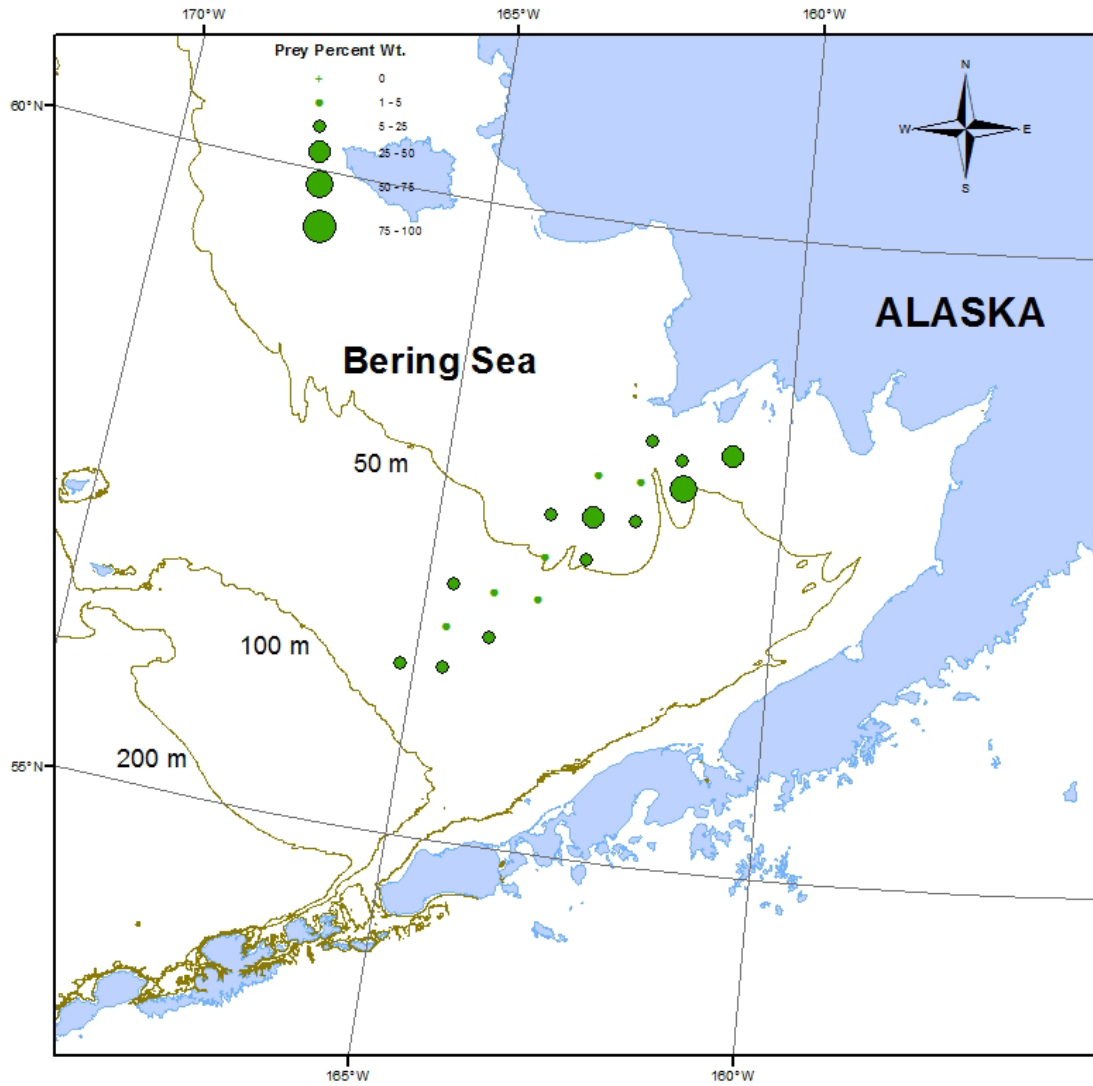 170°W
165°W
160°W
Prey Percent Wt.
0
1 - 5
5 - 25
25 - 50
50 - 75
75 - 100
N
W
E
S
60°N
ALASKA
Bering Sea
50 m
100 m
200 m
55°N
165°W
160°W